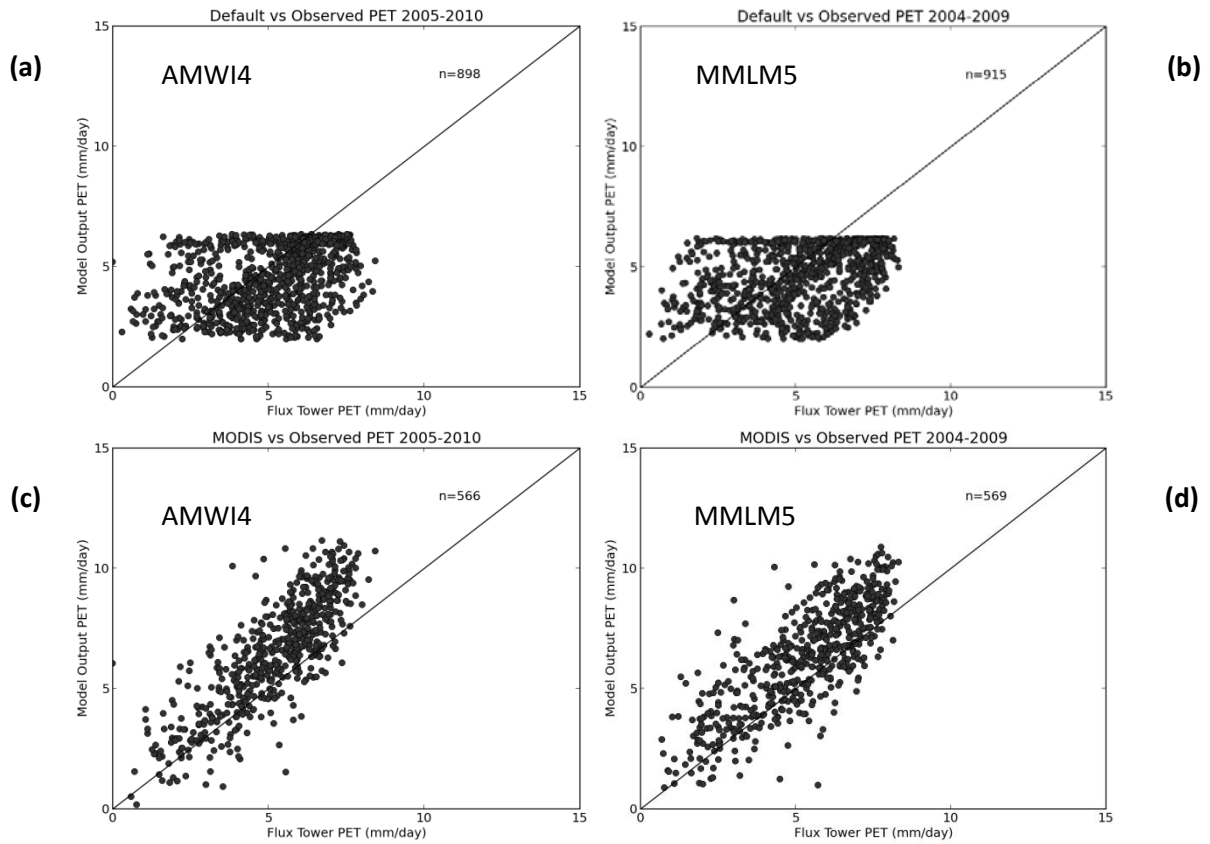 Default vs Observed PET 2005-2010
(a)
AMWI4
n=898
15
10
5
0
Model Output PET (mm/day)
0 5 10 15
Flux Tower PET (mm/day)
Default vs Observed PET 2004-2009
(b)
MMLM5
n=915
15
10
5
0
Model Output PET (mm/day)
0 5 10 15
Flux Tower PET (mm/day)
MODIS vs Observed PET 2005-2010
(c)
AMWI4
n=566
15
10
5
0
Model Output PET (mm/day)
0 5 10 15
Flux Tower PET (mm/day)
MODIS vs Observed PET 2004-2009
(d)
MMLM5
n=569
15
10
5
0
Model Output PET (mm/day)
0 5 10 15
Flux Tower PET (mm/day)